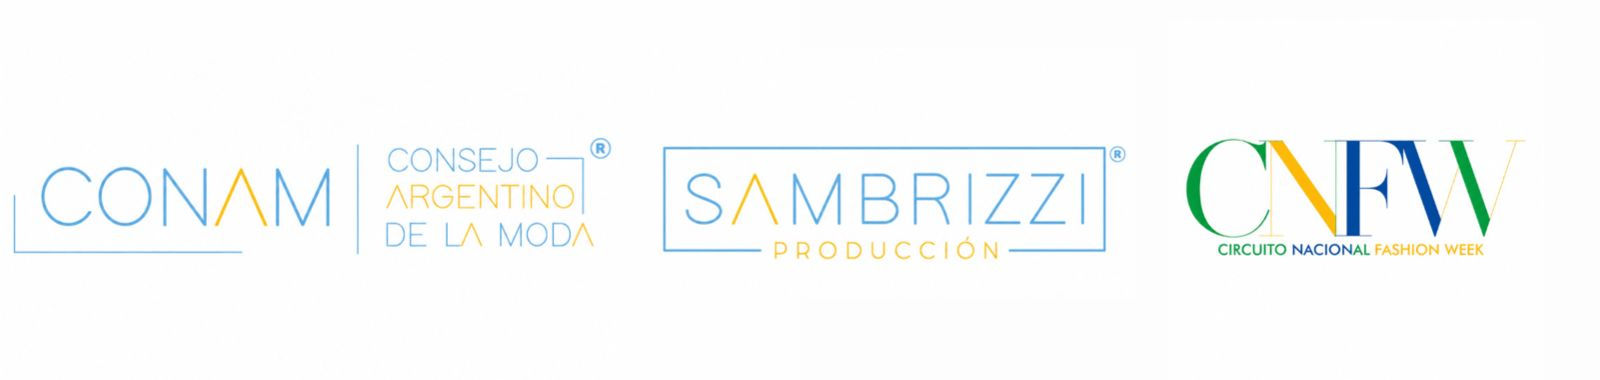 CONAM
CONSEJO
ARGENTINO
DE LA MODA
®
SAMBRIZZI
PRODUCCIÓN
®
CNFW
CIRCUITO NACIONAL FASHION WEEK